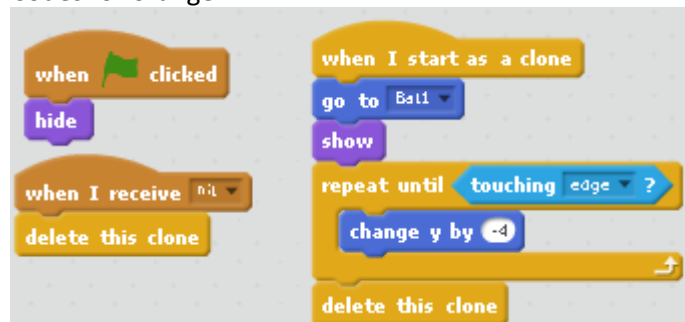 when clicked
hide
when I receive hit
delete this clone
when I start as a clone
go to Bat1
show
repeat until touching edge ?
change y by -4
delete this clone